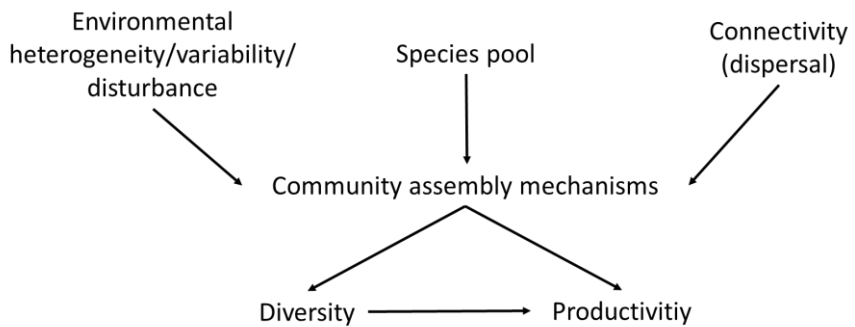 Environmental
heterogeneity/variability/
disturbance
Species pool
Connectivity
(dispersal)
Community assembly mechanisms
Diversity
Productivitiy